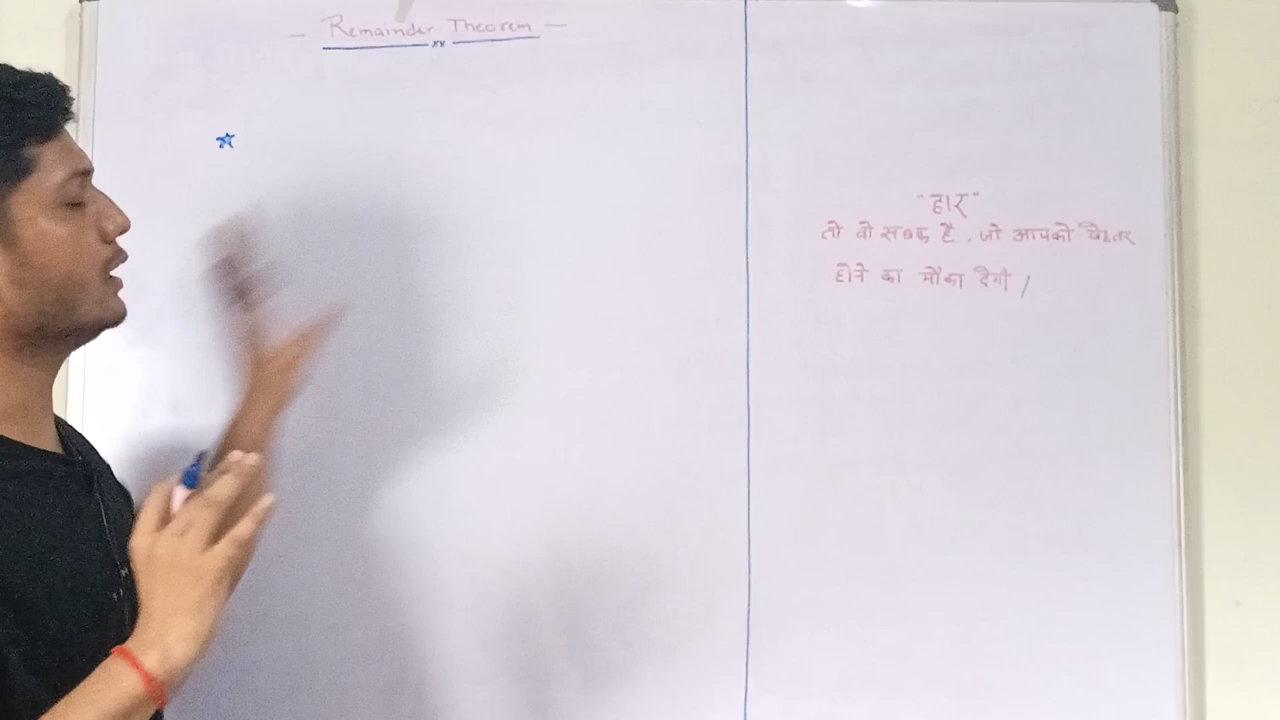 — Remainder Theorem —
"हार"
तो वो सबक है, जो आपको बेहतर
होने का मौका देगी /